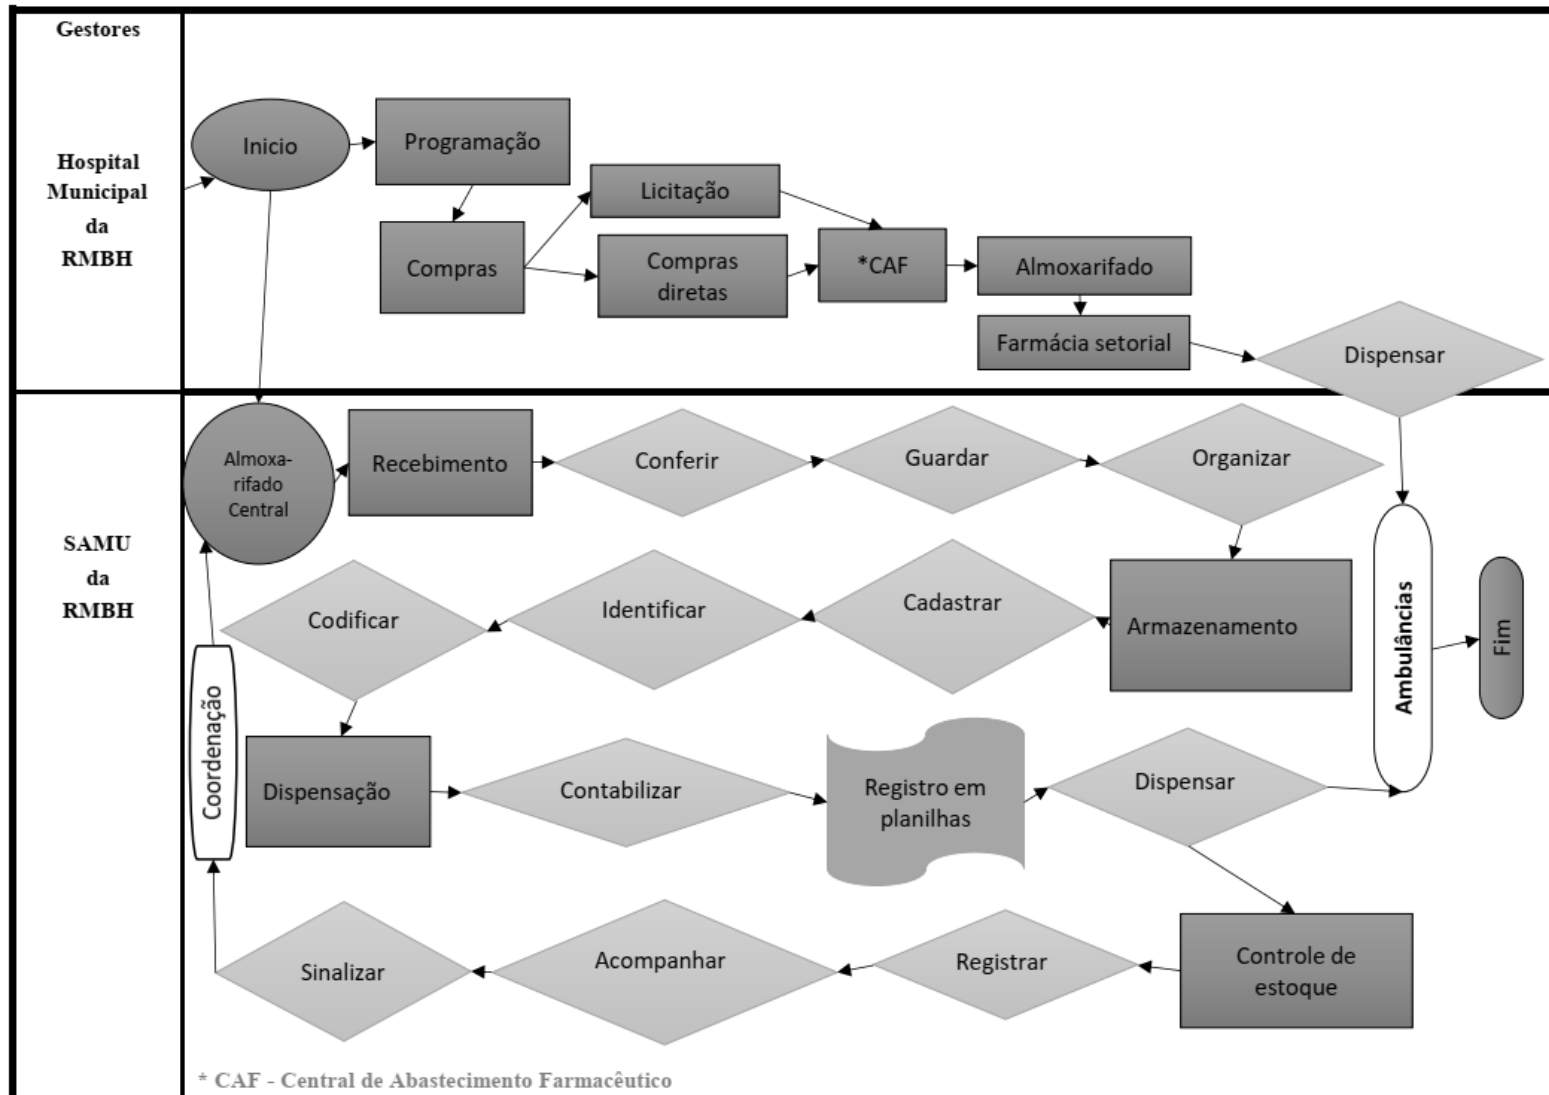 Gestores
Hospital
Municipal
da
RMBH
Inicio
Programação
Compras
Licitação
Compras
diretas
*CAF
Almoxarifado
Farmácia setorial
Dispensar
SAMU
da
RMBH
Almoxa-
rifado
Central
Recebimento
Conferir
Guardar
Organizar
Armazenamento
Cadastrar
Identificar
Codificar
Dispensação
Contabilizar
Registro em
planilhas
Dispensar
Ambulâncias
Fim
Controle de
estoque
Registrar
Acompanhar
Sinalizar
Coordenação
* CAF - Central de Abastecimento Farmacêutico